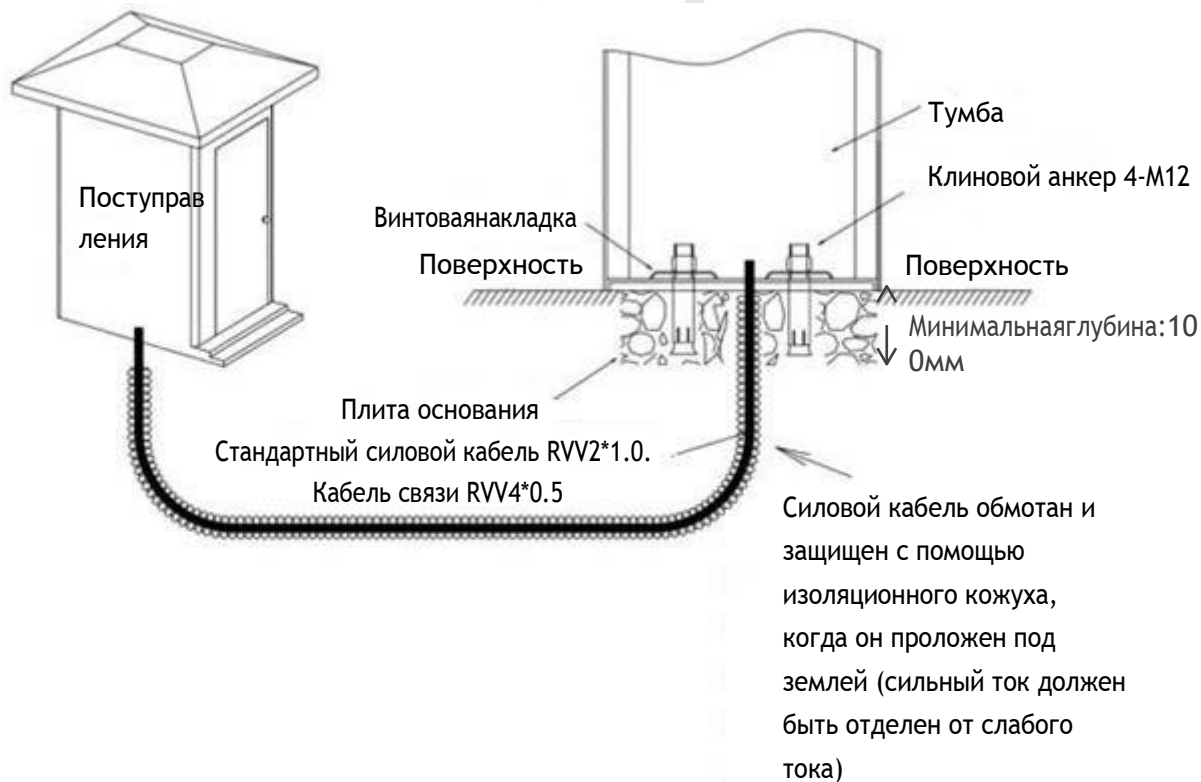 Тумба
Клиновой анкер 4-М12
Поступрав
ления
Винтоваянакладка
Поверхность
Поверхность
Минимальнаяглубина:10
0мм
Плита основания
Стандартный силовой кабель RVV2*1.0.
Кабель связи RVV4*0.5
Силовой кабель обмотан и
защищен с помощью
изоляционного кожуха,
когда он проложен под
землей (сильный ток должен
быть отделен от слабого
тока)